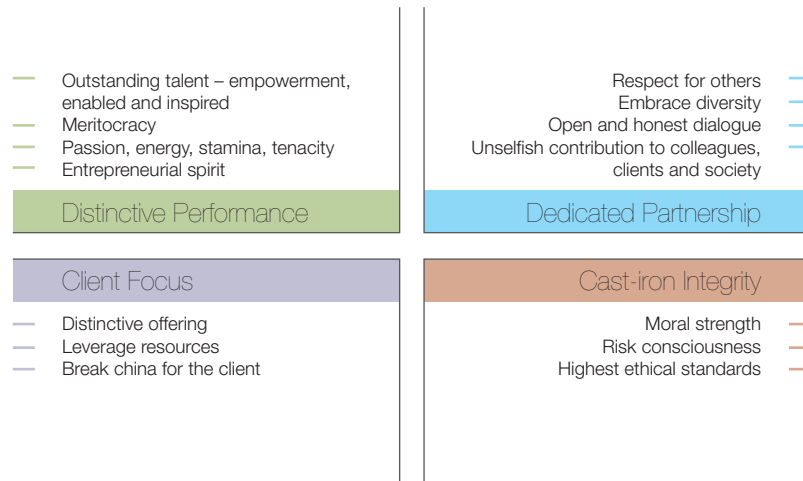 Outstanding talent – empowerment,
enabled and inspired
Meritocracy
Passion, energy, stamina, tenacity
Entrepreneurial spirit
Distinctive Performance
Respect for others
Embrace diversity
Open and honest dialogue
Unselfish contribution to colleagues,
clients and society
Dedicated Partnership
Client Focus
Distinctive offering
Leverage resources
Break china for the client
Cast-iron Integrity
Moral strength
Risk consciousness
Highest ethical standards